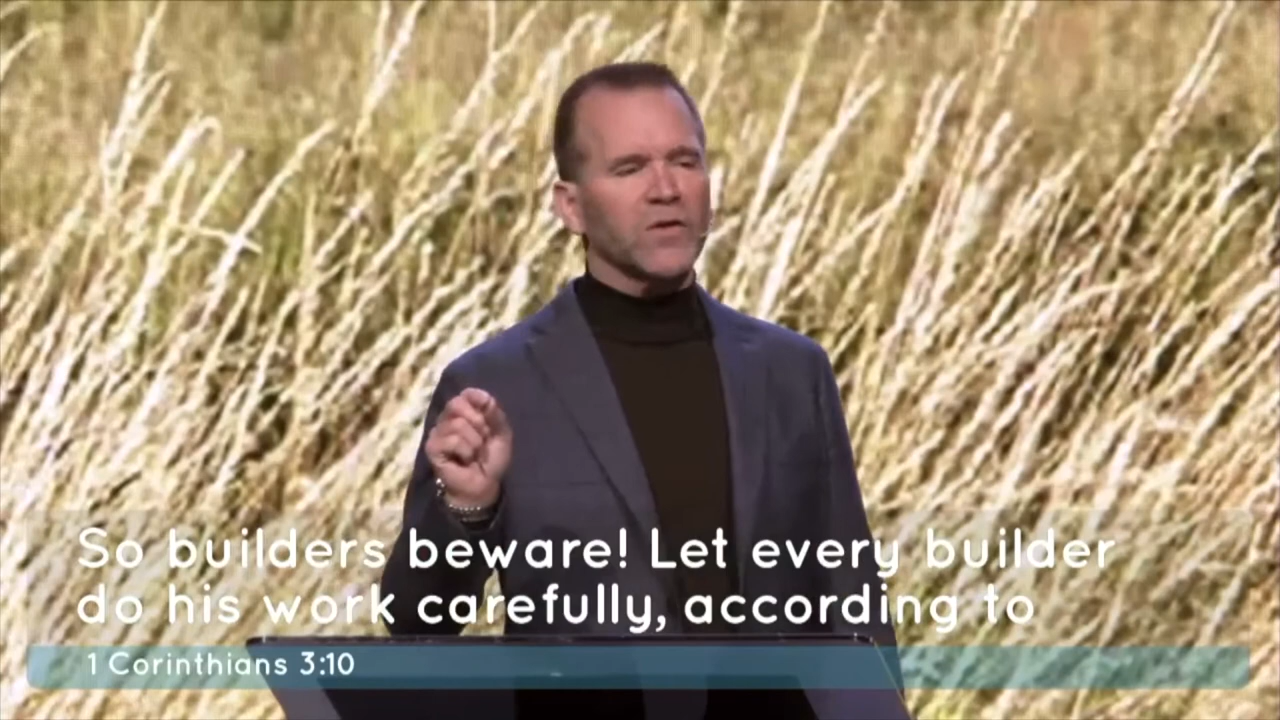 So builders beware! Let every builder
do his work carefully, according to
1 Corinthians 3:10